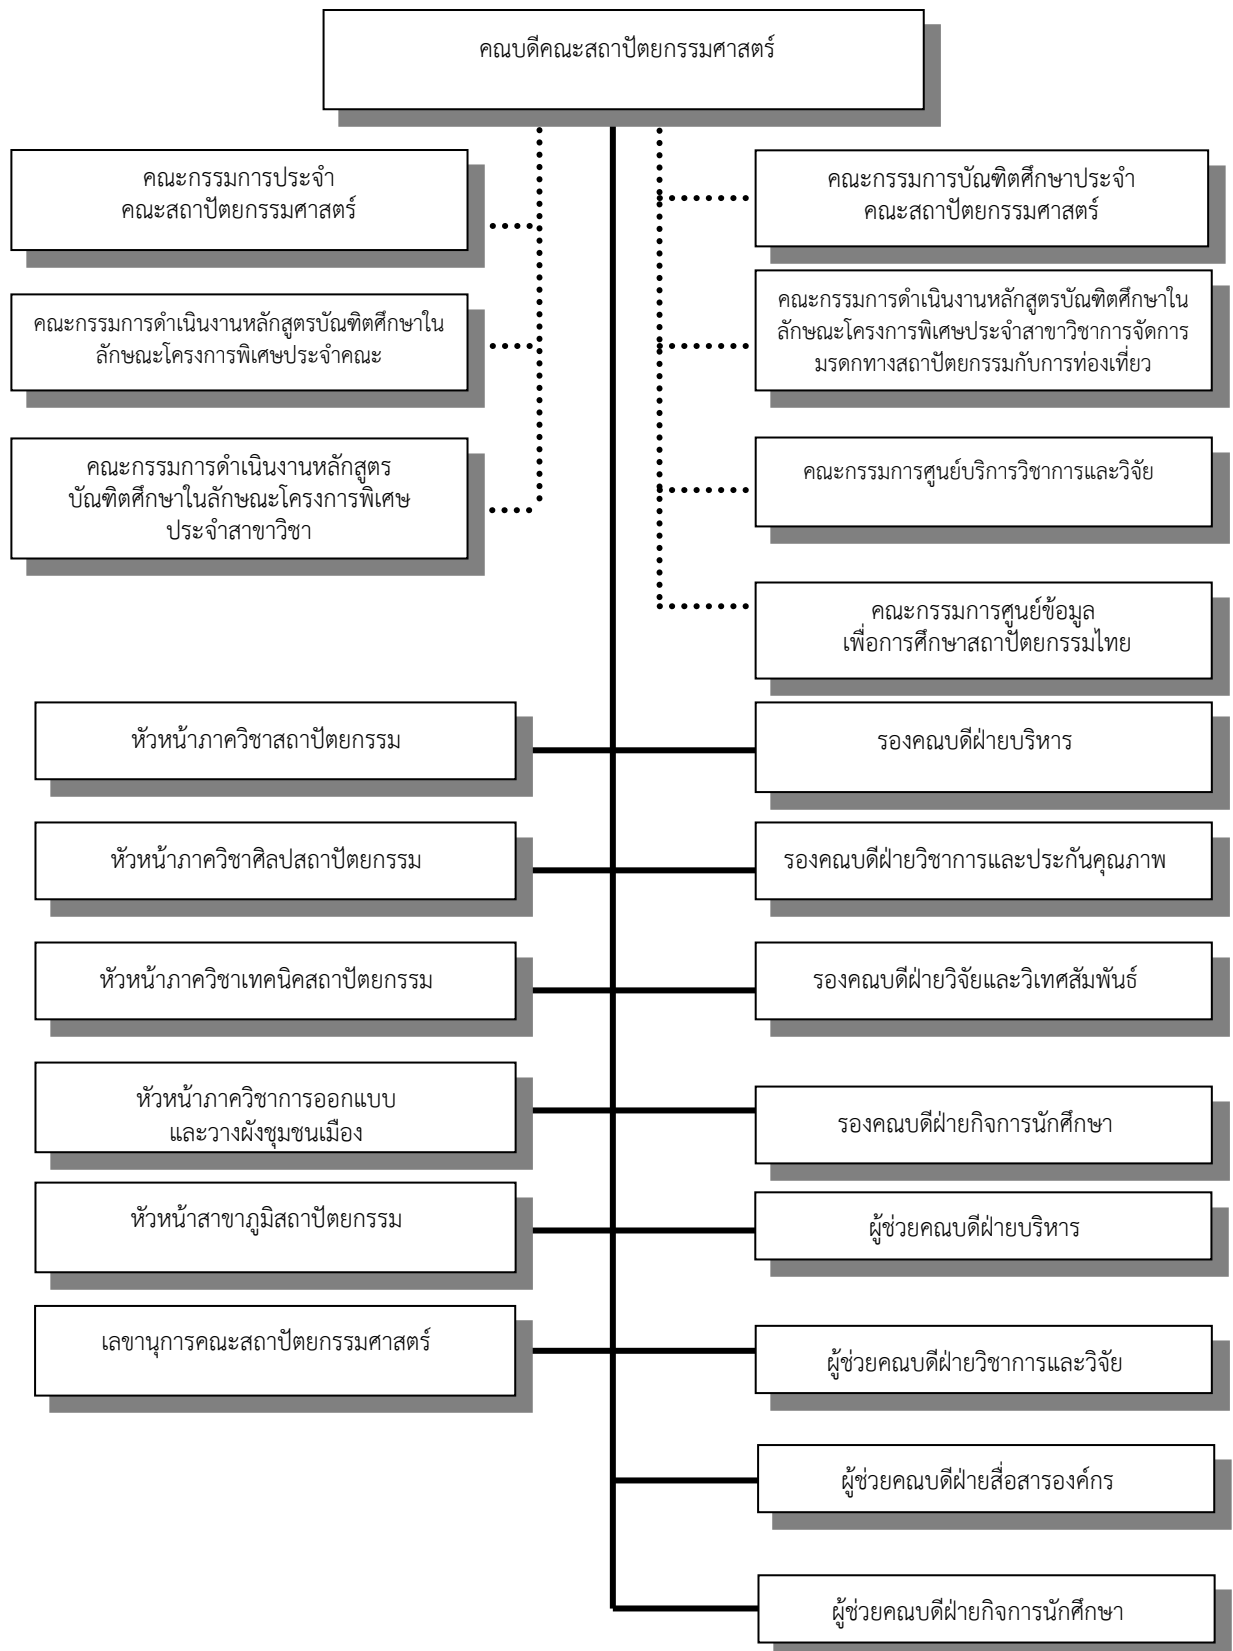 คณบดีคณะสถาปัตยกรรมศาสตร์
คณะกรรมการประจำ
คณะสถาปัตยกรรมศาสตร์
คณะกรรมการบัณฑิตศึกษาประจำ
คณะสถาปัตยกรรมศาสตร์
คณะกรรมการดำเนินงานหลักสูตรบัณฑิตศึกษาใน
ลักษณะโครงการพิเศษประจำคณะ
คณะกรรมการดำเนินงานหลักสูตรบัณฑิตศึกษาใน
ลักษณะโครงการพิเศษประจำสาขาวิชาการจัดการ
มรดกทางสถาปัตยกรรมกับการท่องเที่ยว
คณะกรรมการดำเนินงานหลักสูตร
บัณฑิตศึกษาในลักษณะโครงการพิเศษ
ประจำสาขาวิชา
คณะกรรมการศูนย์บริการวิชาการและวิจัย
คณะกรรมการศูนย์ข้อมูล
เพื่อการศึกษาสถาปัตยกรรมไทย
หัวหน้าภาควิชาสถาปัตยกรรม
รองคณบดีฝ่ายบริหาร
หัวหน้าภาควิชาศิลปสถาปัตยกรรม
รองคณบดีฝ่ายวิชาการและประกันคุณภาพ
หัวหน้าภาควิชาเทคนิคสถาปัตยกรรม
รองคณบดีฝ่ายวิจัยและวิเทศสัมพันธ์
หัวหน้าภาควิชาการออกแบบ
และวางผังชุมชนเมือง
รองคณบดีฝ่ายกิจการนักศึกษา
หัวหน้าสาขาภูมิสถาปัตยกรรม
ผู้ช่วยคณบดีฝ่ายบริหาร
เลขานุการคณะสถาปัตยกรรมศาสตร์
ผู้ช่วยคณบดีฝ่ายวิชาการและวิจัย
ผู้ช่วยคณบดีฝ่ายสื่อสารองค์กร
ผู้ช่วยคณบดีฝ่ายกิจการนักศึกษา